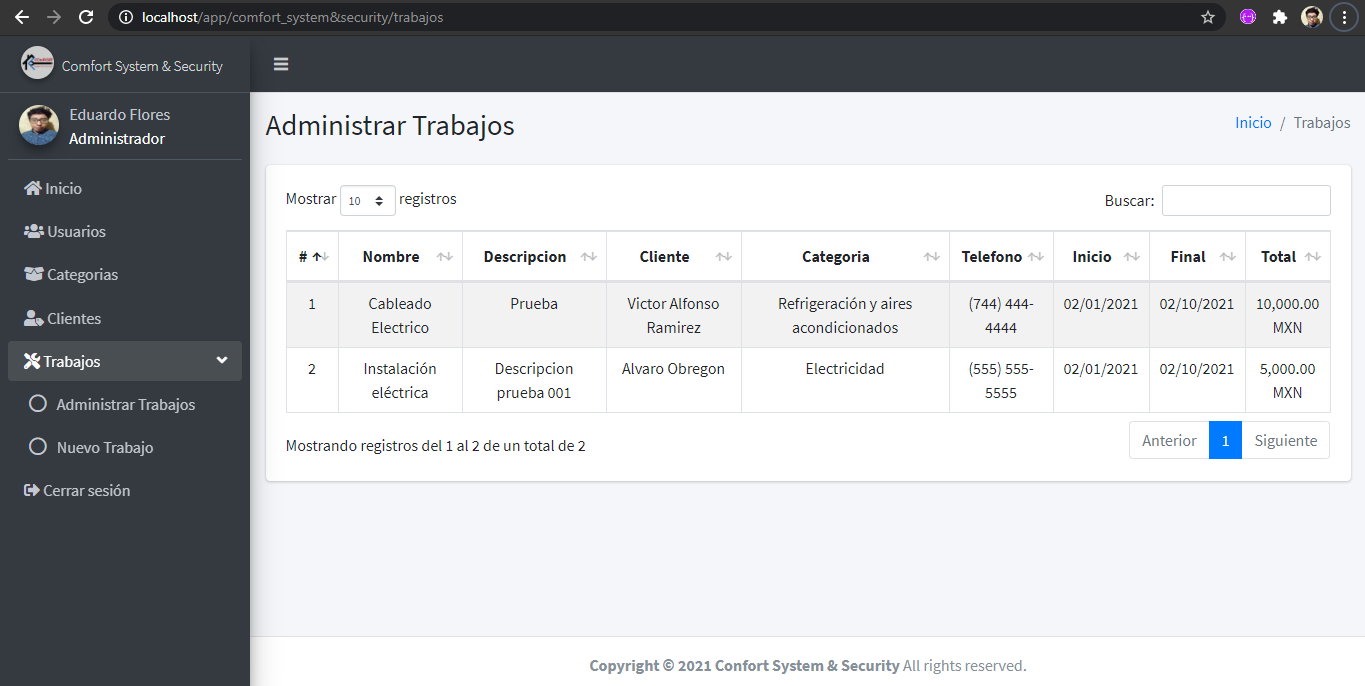 localhost/app/comfort_system&security/trabajos
Comfort System & Security
Eduardo Flores
Administrador
Inicio
Usuarios
Categorias
Clientes
Trabajos
Administrar Trabajos
Nuevo Trabajo
Cerrar sesión
Administrar Trabajos
Inicio / Trabajos
Mostrar 10 registros
Buscar:
# Nombre Descripcion Cliente Categoria Telefono Inicio Final Total
1 Cableado Prueba Victor Alfonso Refrigeración y aires (744) 444- 02/01/2021 02/10/2021 10,000.00
Electrico Ramirez acondicionados 4444 MXN
2 Instalación Descripcion Alvaro Obregon Electricidad (555) 555- 02/01/2021 02/10/2021 5,000.00
eléctrica prueba 001 5555 MXN
Mostrando registros del 1 al 2 de un total de 2
Anterior 1 Siguiente
Copyright © 2021 Confort System & Security All rights reserved.